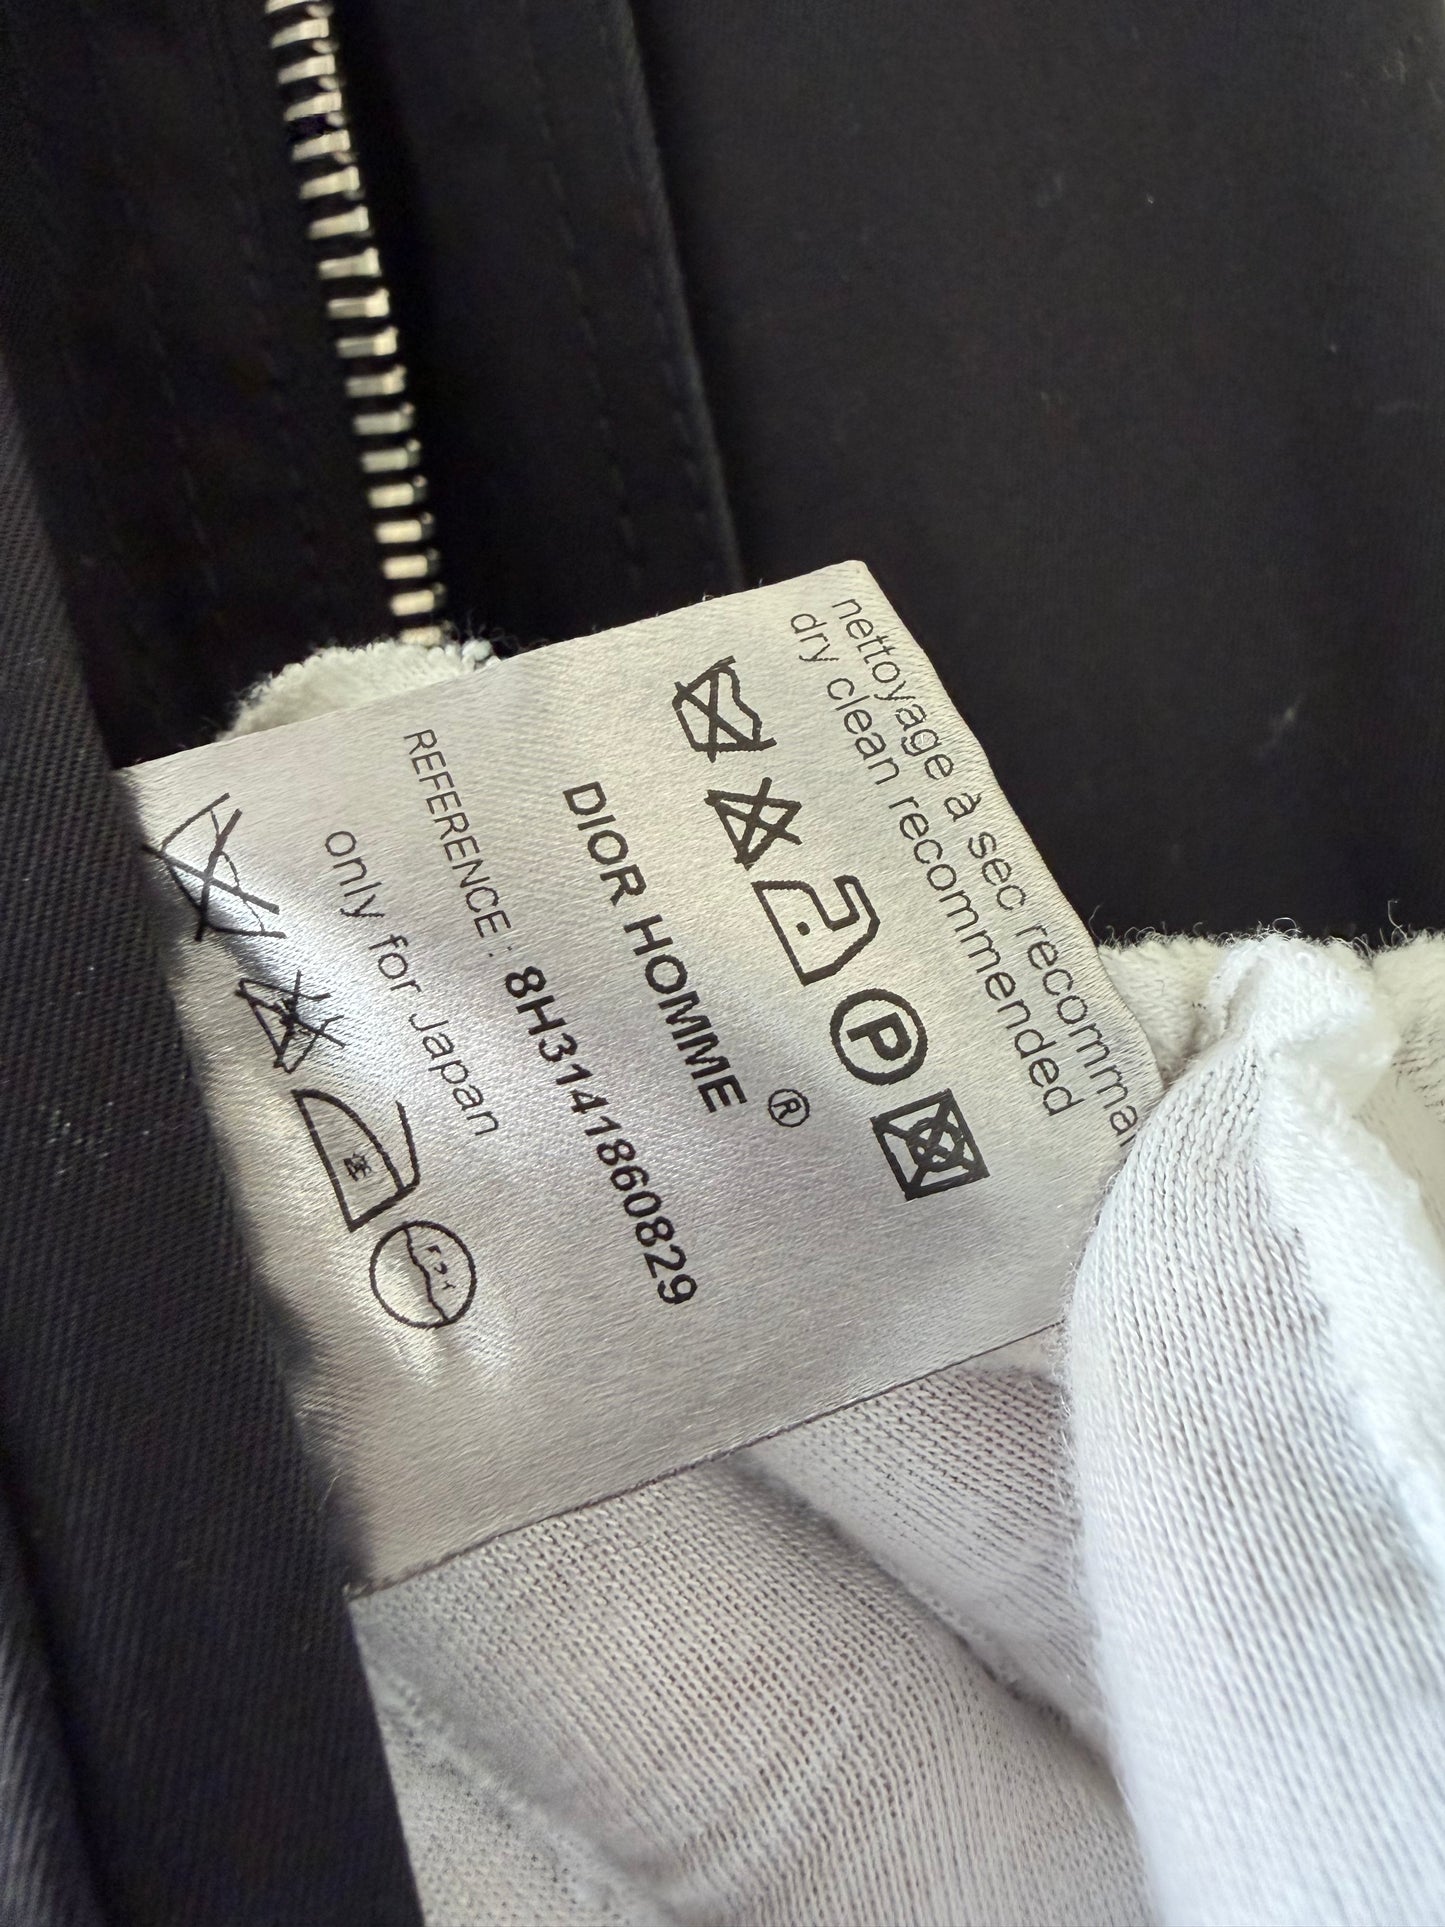 nettoyage à sec recomma
dry clean recommended
P
DIOR HOMME ®
REFERENCE : 8H3141860829
only for Japan